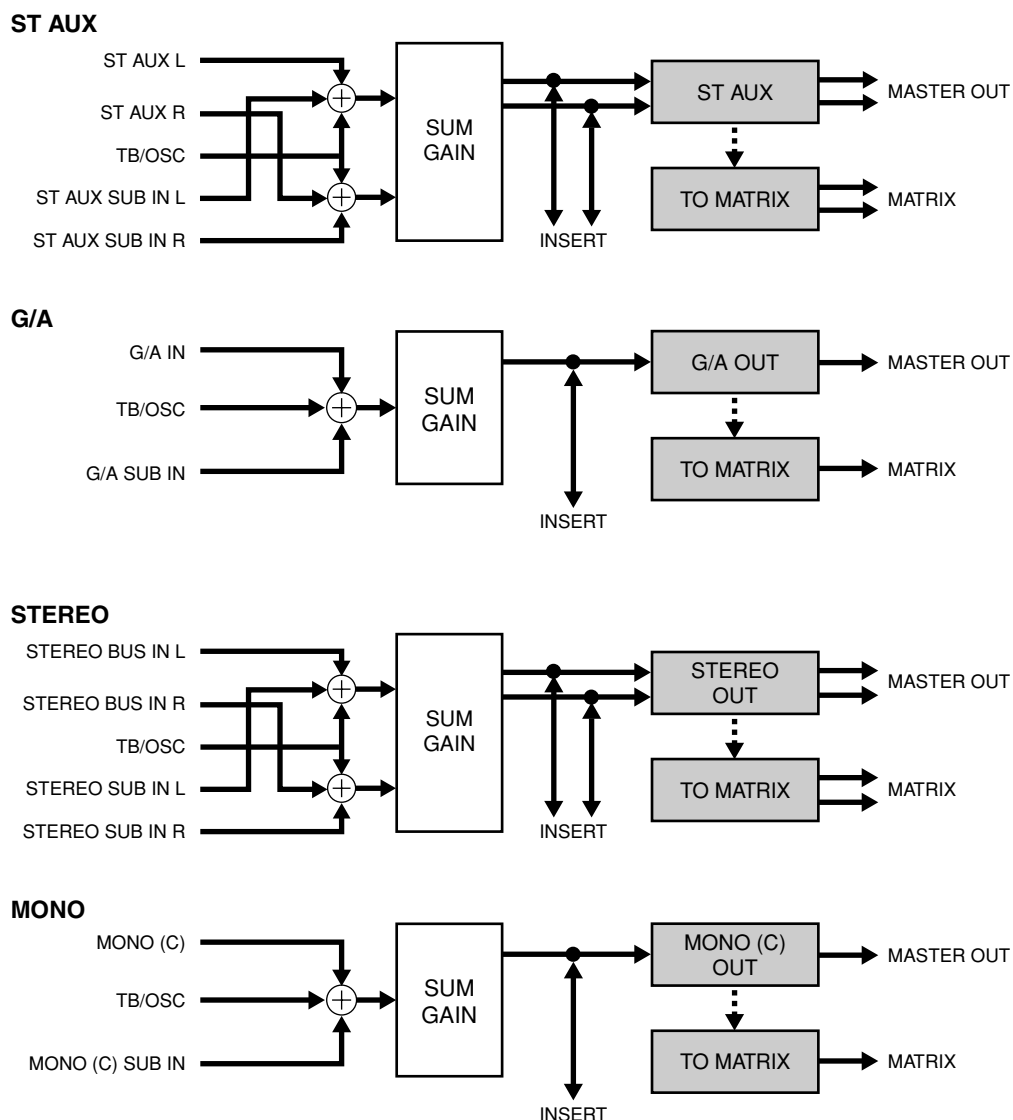 ST AUX
ST AUX L
ST AUX R
TB/OSC
ST AUX SUB IN L
ST AUX SUB IN R
SUM
GAIN
INSERT
ST AUX
MASTER OUT
TO MATRIX
MATRIX
G/A
G/A IN
TB/OSC
G/A SUB IN
SUM
GAIN
INSERT
G/A OUT
MASTER OUT
TO MATRIX
MATRIX
STEREO
STEREO BUS IN L
STEREO BUS IN R
TB/OSC
STEREO SUB IN L
STEREO SUB IN R
SUM
GAIN
INSERT
STEREO
OUT
MASTER OUT
TO MATRIX
MATRIX
MONO
MONO (C)
TB/OSC
MONO (C) SUB IN
SUM
GAIN
INSERT
MONO (C)
OUT
MASTER OUT
TO MATRIX
MATRIX